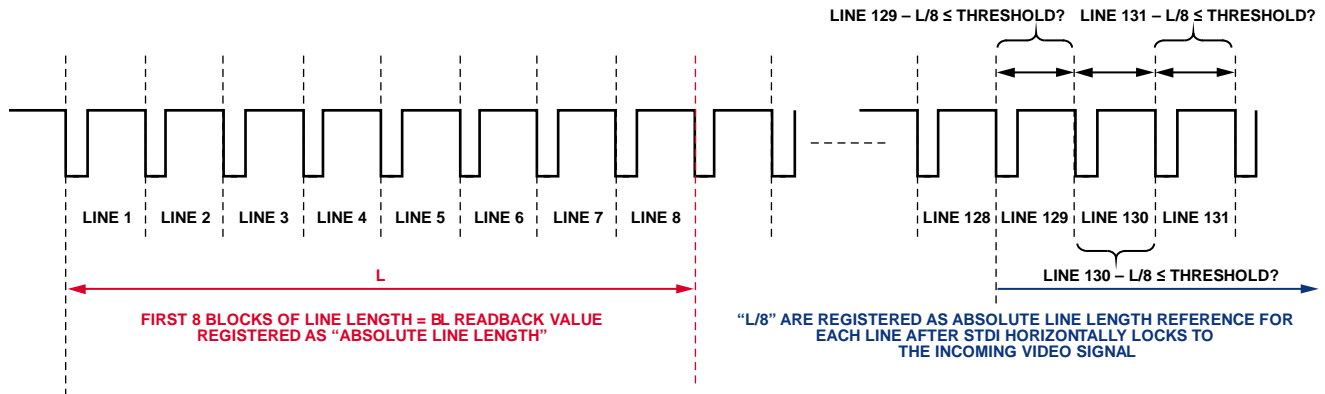 LINE 129 – L/8 ≤ THRESHOLD?
LINE 131 – L/8 ≤ THRESHOLD?
LINE 1
LINE 2
LINE 3
LINE 4
LINE 5
LINE 6
LINE 7
LINE 8
LINE 128
LINE 129
LINE 130
LINE 131
L
LINE 130 – L/8 ≤ THRESHOLD?
FIRST 8 BLOCKS OF LINE LENGTH = BL READBACK VALUE
REGISTERED AS “ABSOLUTE LINE LENGTH”
“L/8” ARE REGISTERED AS ABSOLUTE LINE LENGTH REFERENCE FOR
EACH LINE AFTER STDI HORIZONTALLY LOCKS TO
THE INCOMING VIDEO SIGNAL